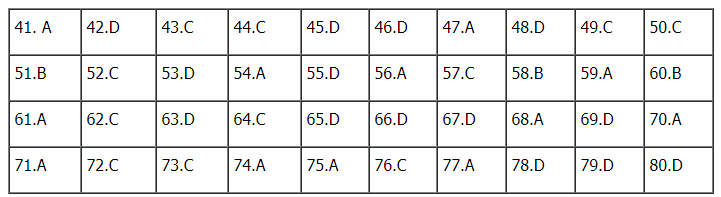 41. A 42.D 43.C 44.C 45.D 46.D 47.A 48.D 49.C 50.C
51.B 52.C 53.D 54.A 55.D 56.A 57.C 58.B 59.A 60.B
61.A 62.C 63.D 64.C 65.D 66.D 67.D 68.A 69.D 70.A
71.A 72.C 73.C 74.A 75.A 76.C 77.A 78.D 79.D 80.D